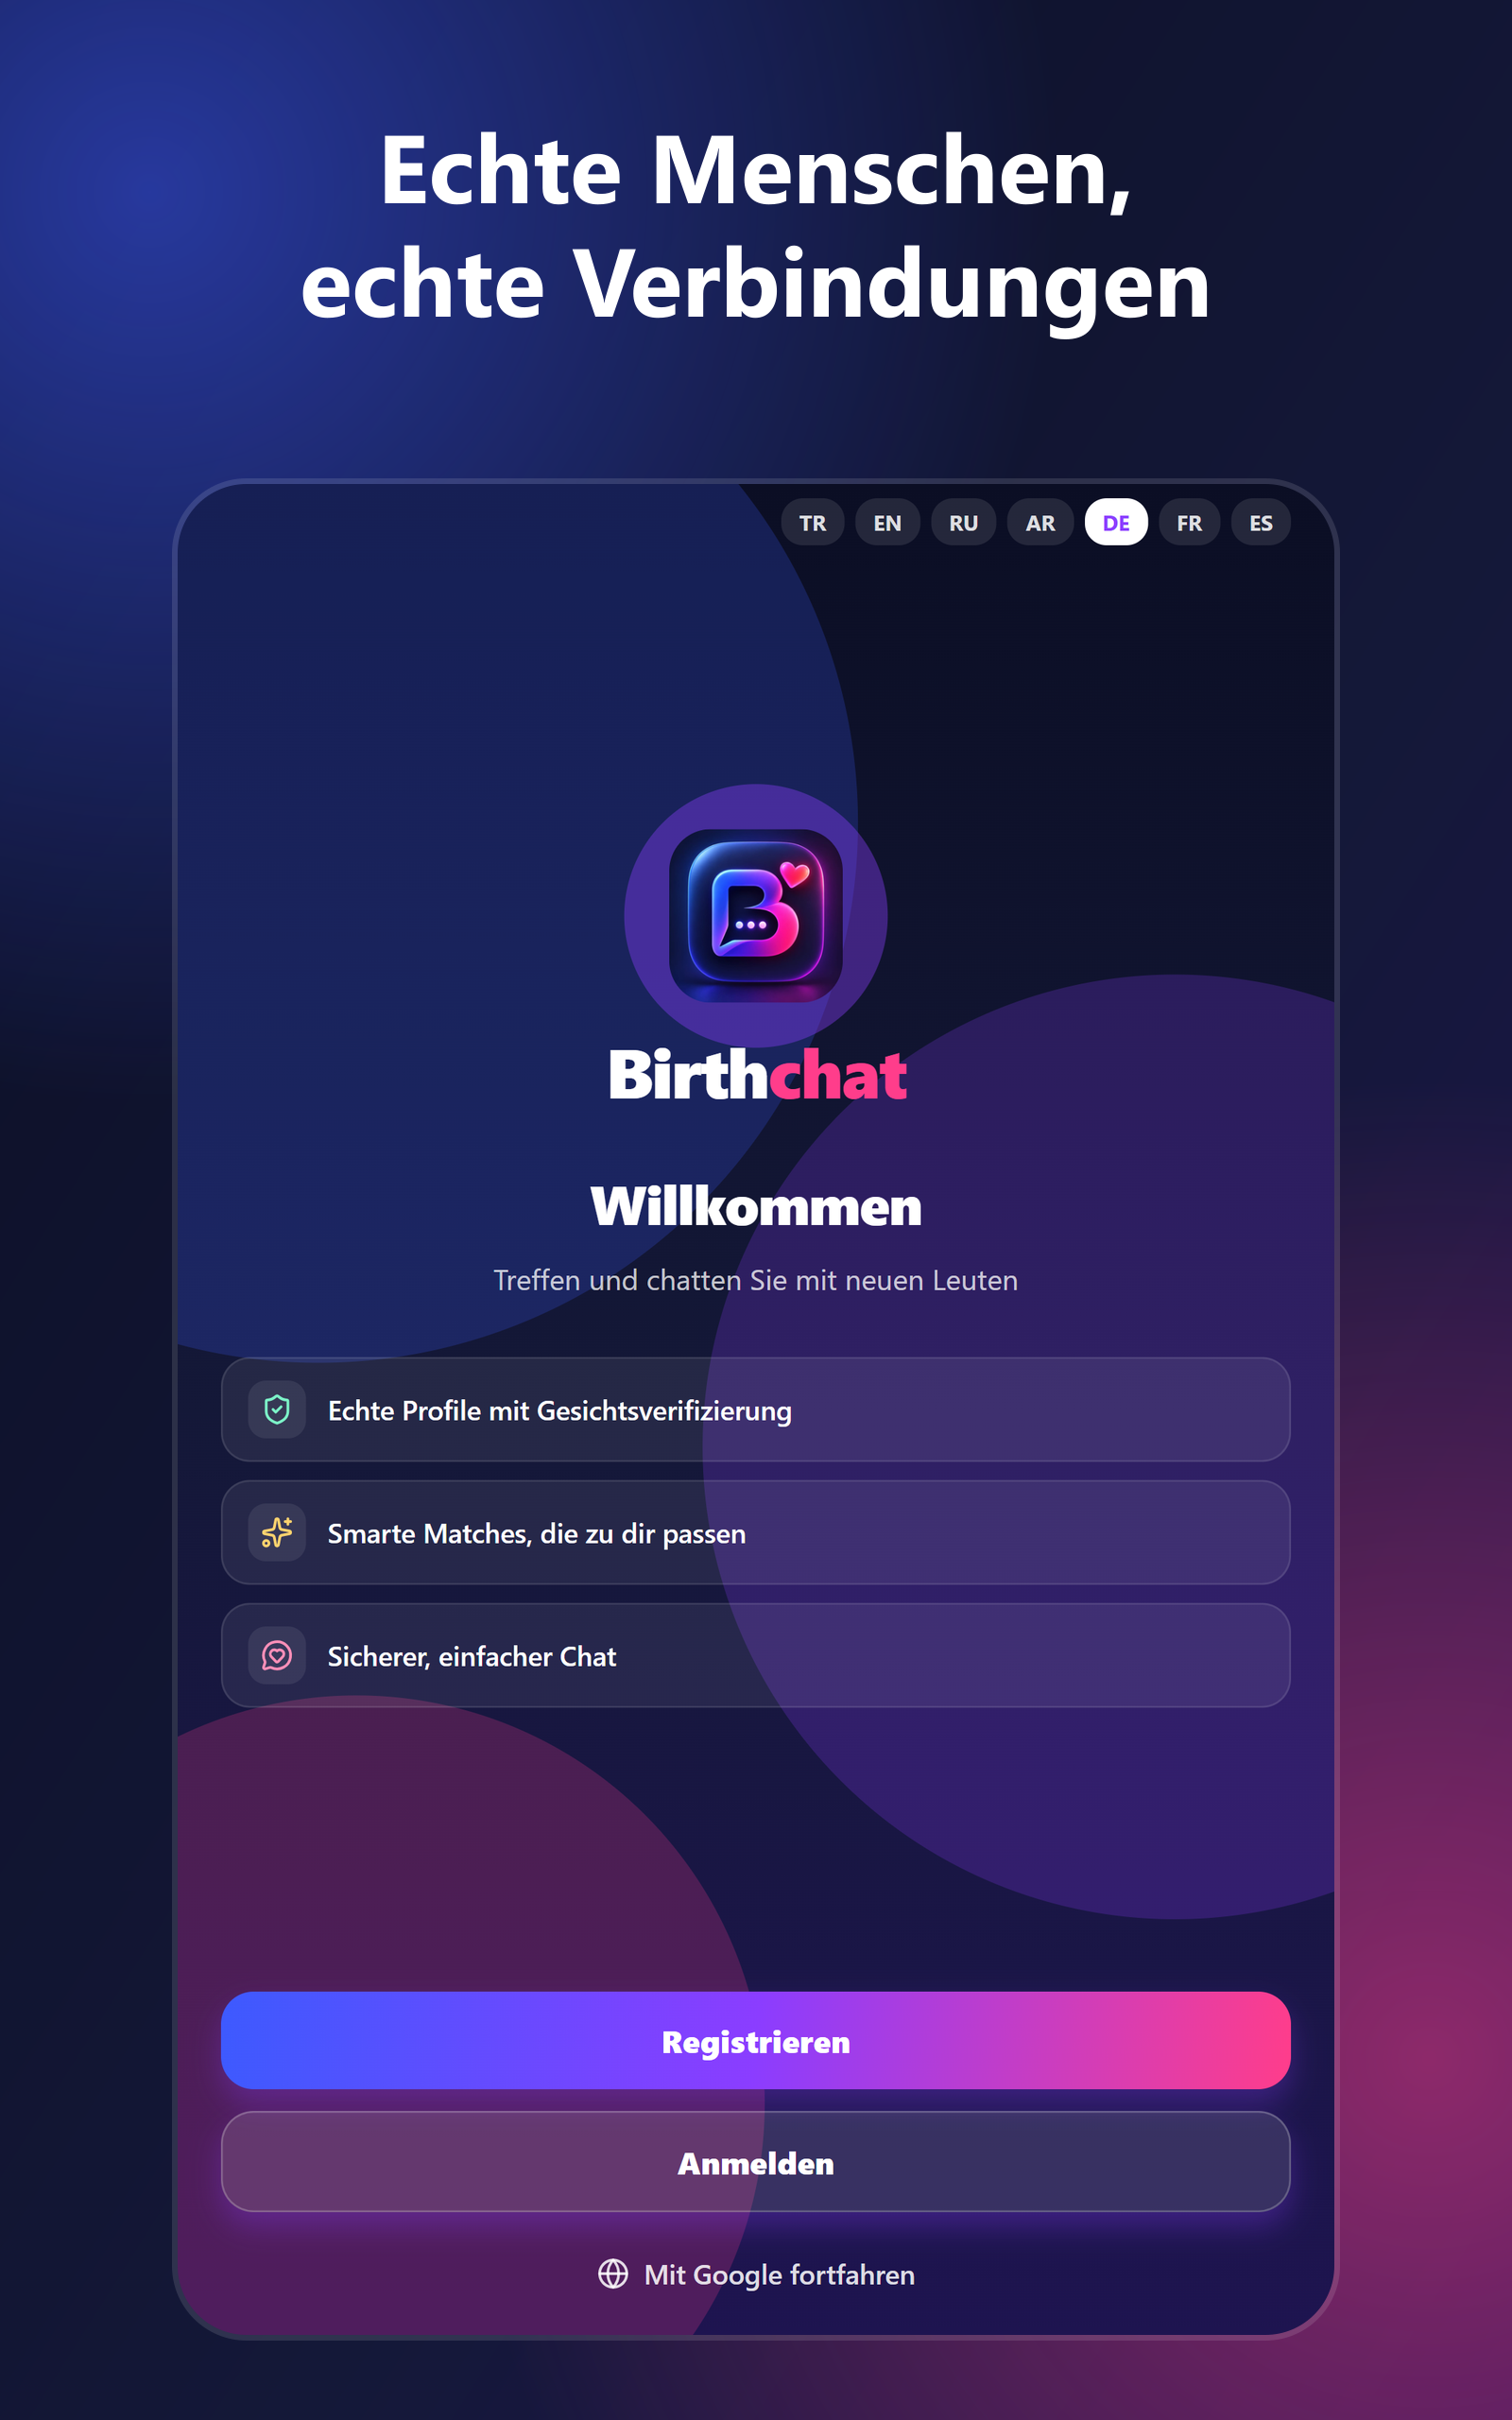 Echte Menschen,
echte Verbindungen
TR EN RU AR DE FR ES
Birthchat
Willkommen
Treffen und chatten Sie mit neuen Leuten
Echte Profile mit Gesichtsverifizierung
Smarte Matches, die zu dir passen
Sicherer, einfacher Chat
Registrieren
Anmelden
Mit Google fortfahren